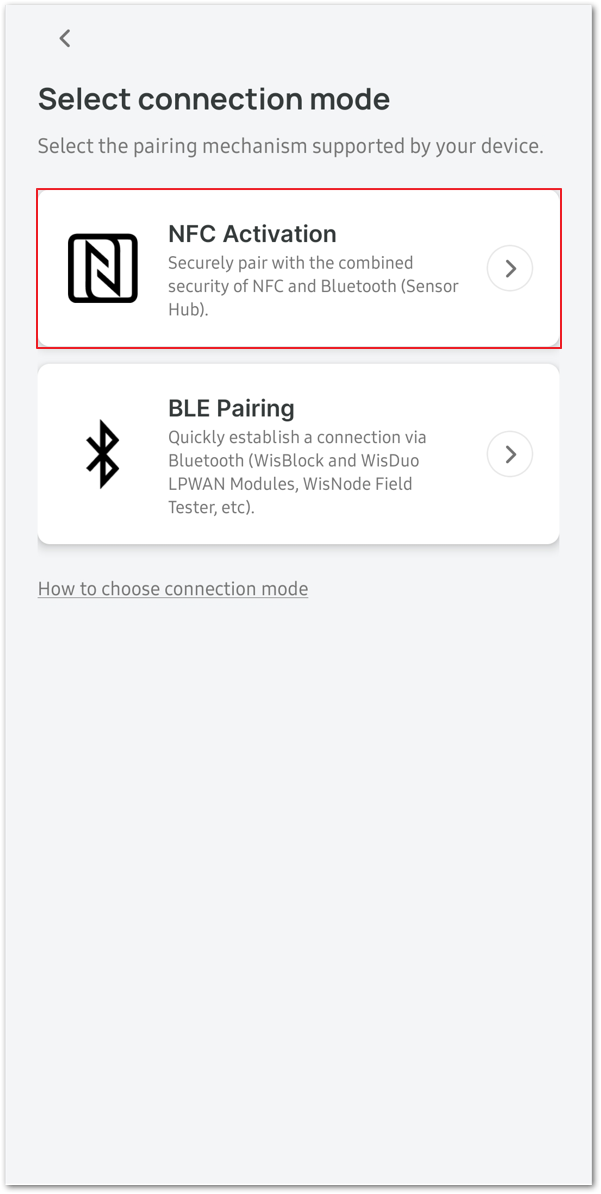 Select connection mode
Select the pairing mechanism supported by your device.
NFC Activation
Securely pair with the combined
security of NFC and Bluetooth (Sensor
Hub).
BLE Pairing
Quickly establish a connection via
Bluetooth (WisBlock and WisDuo
LPWAN Modules, WisNode Field
Tester, etc).
How to choose connection mode